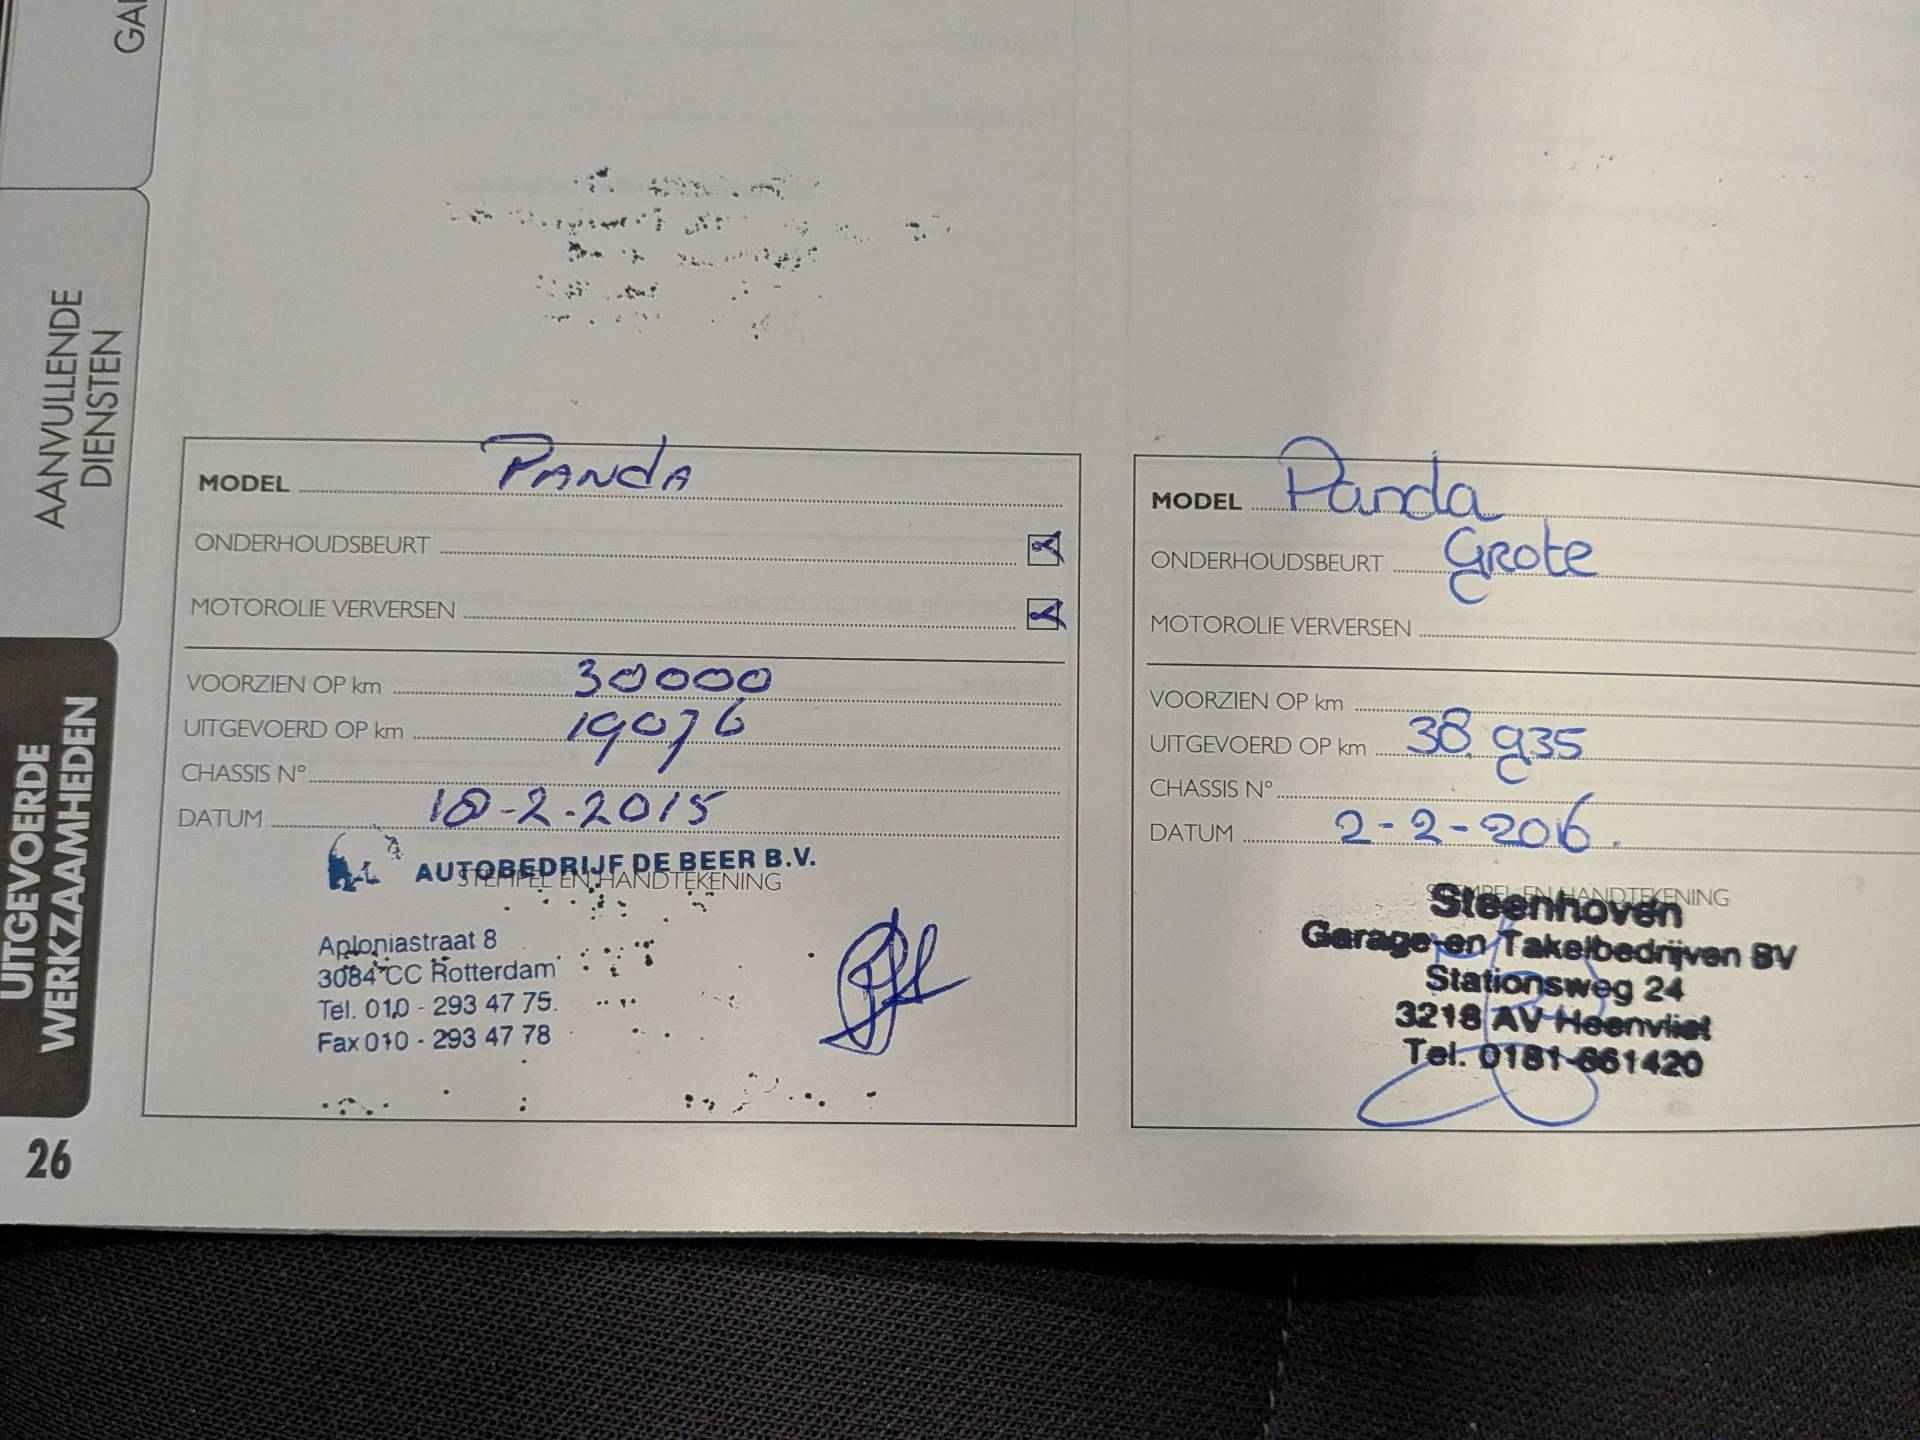 GA
AANVULLENDE
DIENSTEN
UITGEVOERDE
WERKZAAMHEDEN
26
MODEL PANdA
ONDERHOUDSBEURT
MOTOROLIE VERVERSEN
VOORZIEN OP km 30000
UITGEVOERD OP km 19076
CHASSIS N°
DATUM 18-2-2015
AUTOBEDRIJF DE BEER B.V.
STEMPEL EN HANDTEKENING
Aploniastraat 8
3084 CC Rotterdam
Tel. 010 - 293 47 75
Fax 010 - 293 47 78
MODEL Panda
ONDERHOUDSBEURT Grote
MOTOROLIE VERVERSEN
VOORZIEN OP km
UITGEVOERD OP km 38.935
CHASSIS N°
DATUM 2-2-2016.
STEMPEL EN HANDTEKENING
Steenhoven
Garage-en Takelbedrijven BV
Stationsweg 24
3218 AV Heenvliet
Tel. 0181-661420